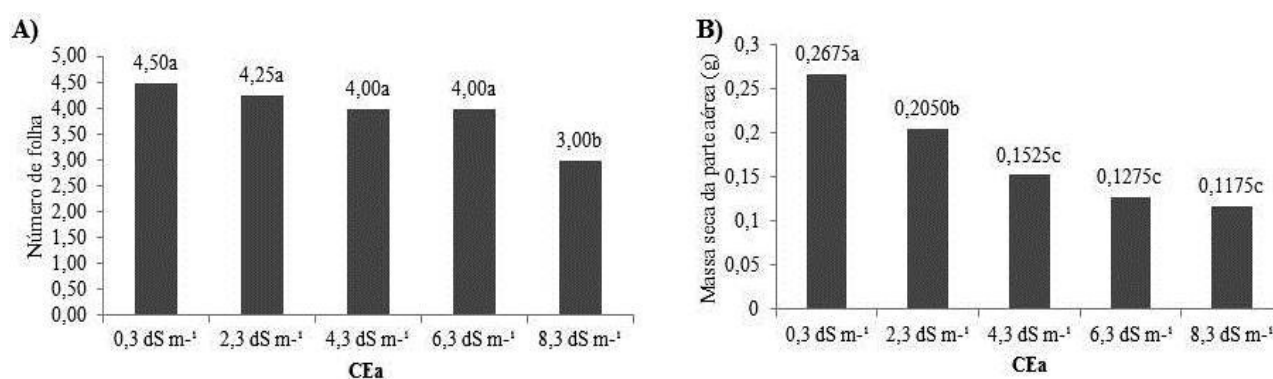 A)
Número de folha
5,00
4,50
4,00
3,50
3,00
2,50
2,00
1,50
1,00
0,50
0,00
4,50a
4,25a
4,00a
4,00a
3,00b
0,3 dS m-¹
2,3 dS m-¹
4,3 dS m-¹
6,3 dS m-¹
8,3 dS m-¹
CEa
B)
Massa seca da parte aérea (g)
0,3
0,25
0,2
0,15
0,1
0,05
0
0,2675a
0,2050b
0,1525c
0,1275c
0,1175c
0,3 dS m-¹
2,3 dS m-¹
4,3 dS m-¹
6,3 dS m-¹
8,3 dS m-¹
CEa